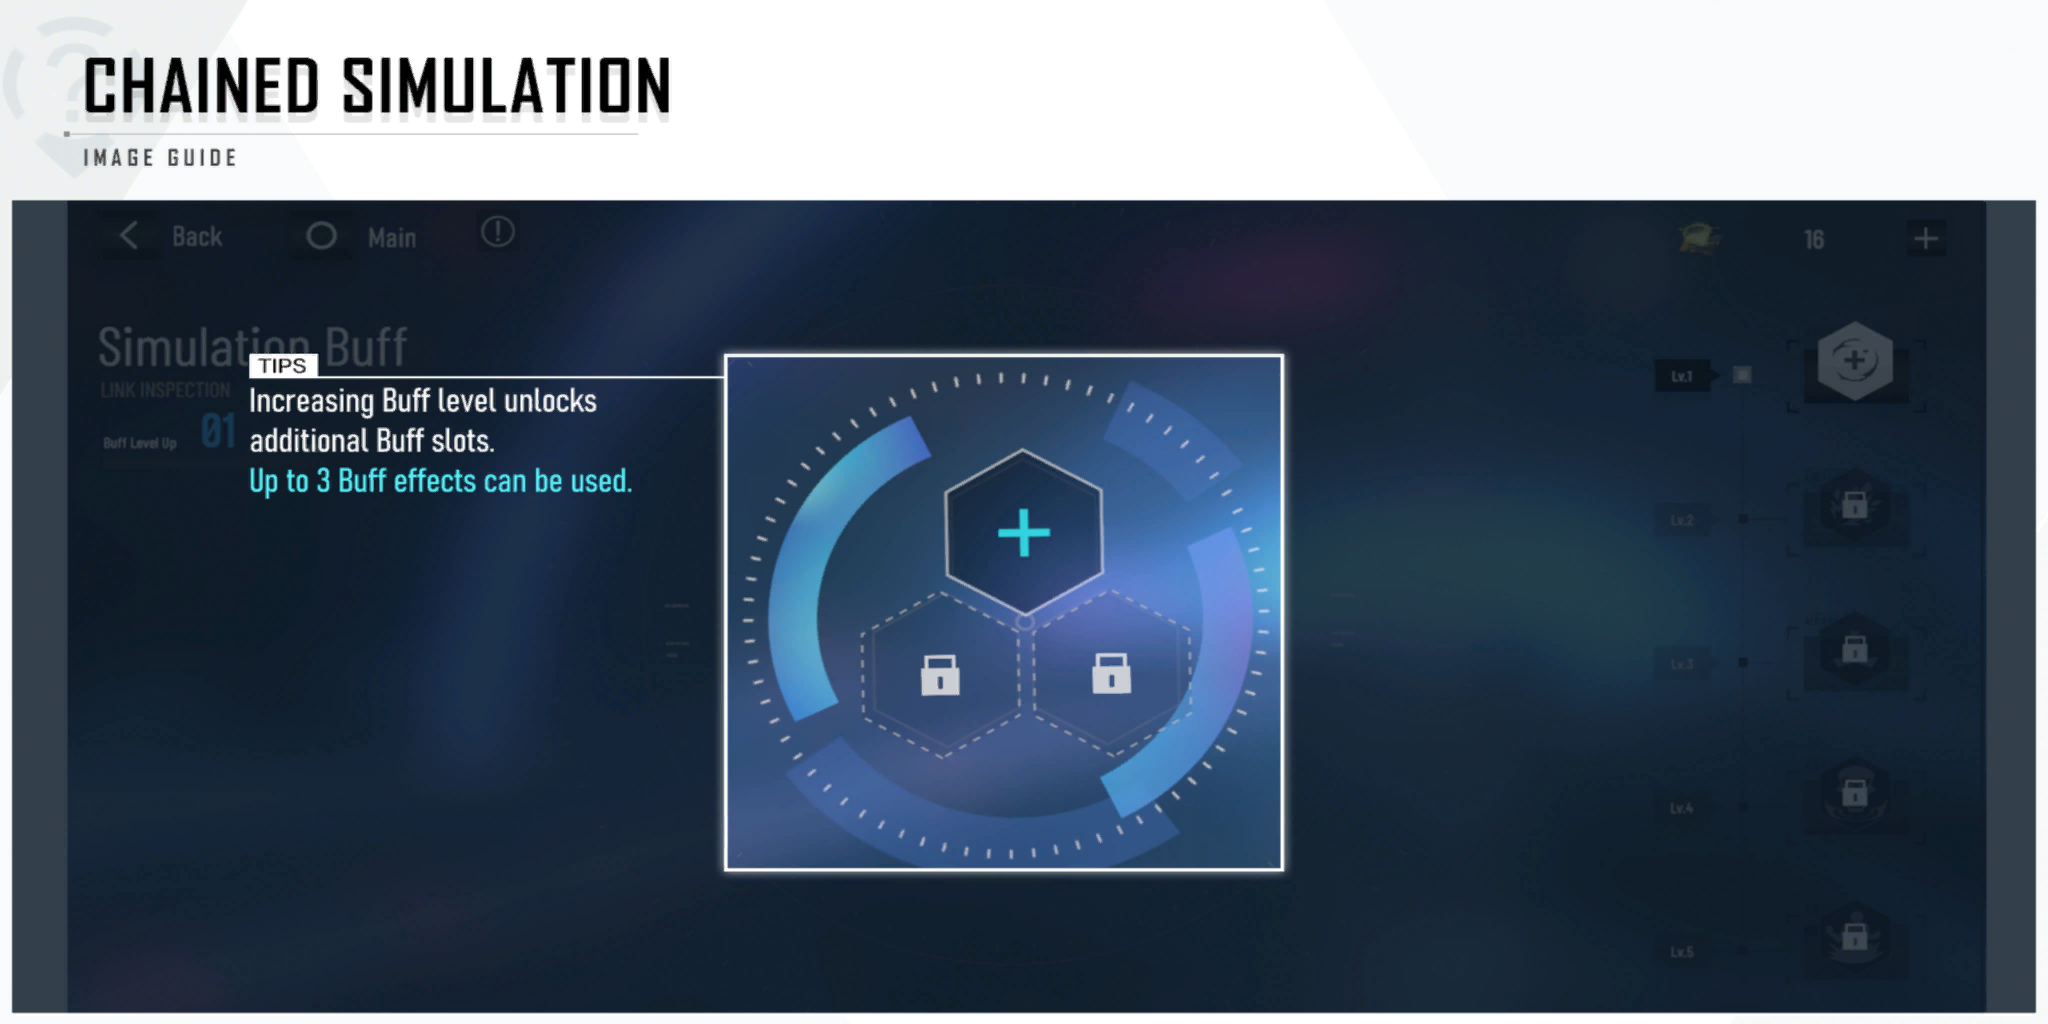 CHAINED SIMULATION
IMAGE GUIDE
Back
Main
16
Simulation Buff
LINK INSPECTION
Buff Level Up
01
TIPS
Increasing Buff level unlocks
additional Buff slots.
Up to 3 Buff effects can be used.
Lv.1
Lv.2
Lv.3
Lv.4
Lv.5